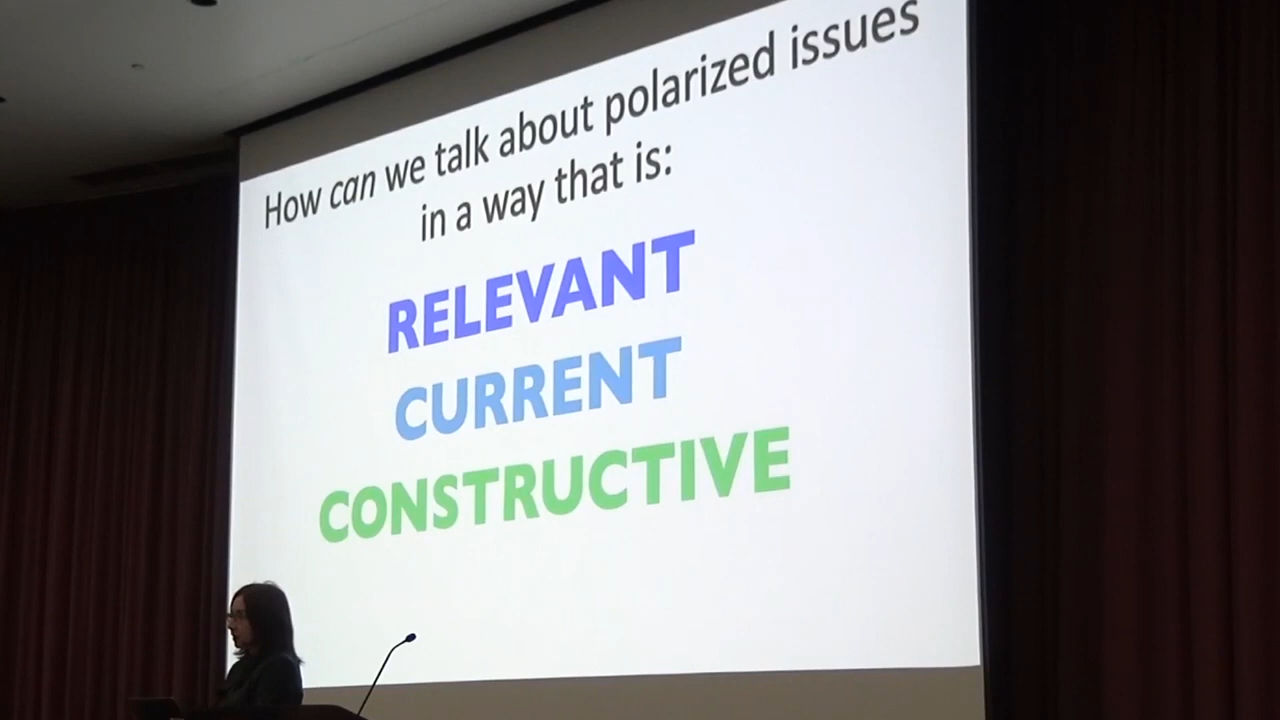 How can we talk about polarized issues
in a way that is:
RELEVANT
CURRENT
CONSTRUCTIVE